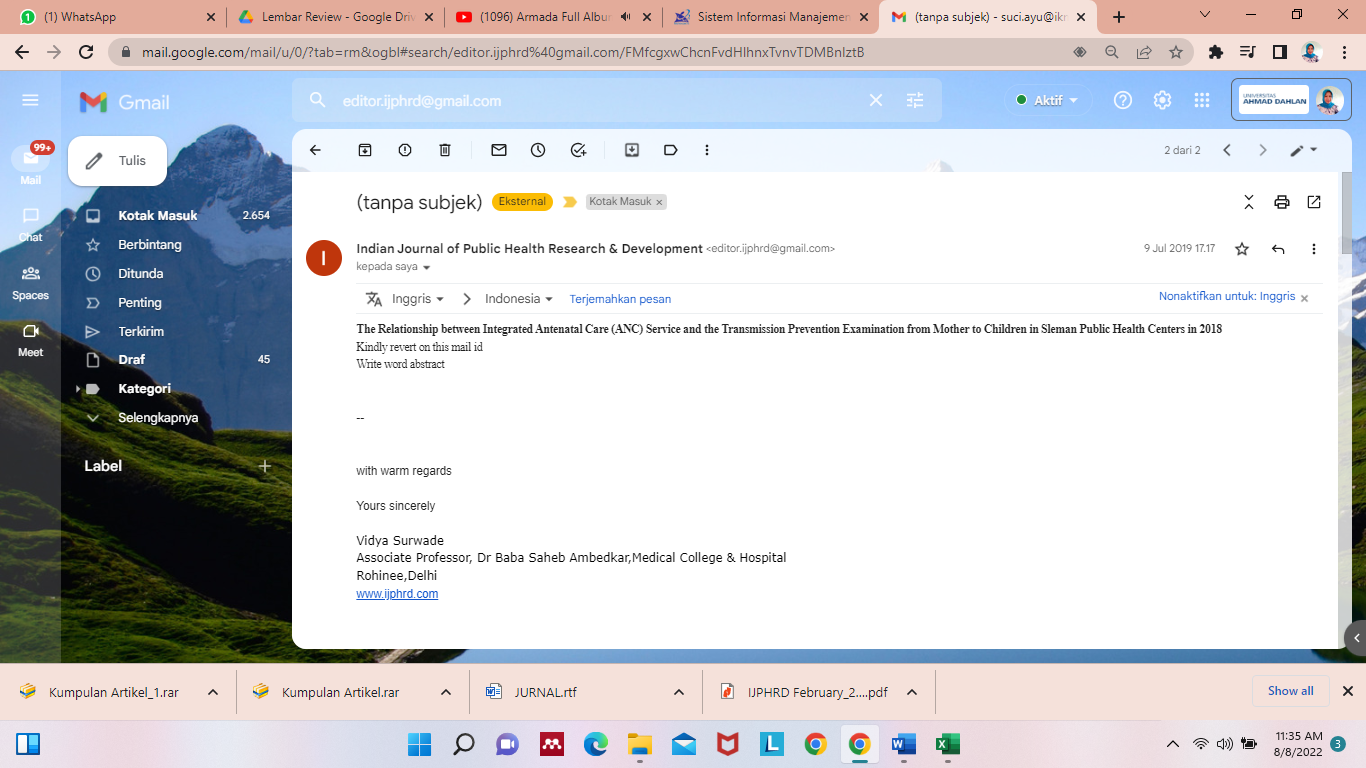 (1) WhatsApp
Lembar Review - Google Driv
(1096) Armada Full Albu
Sistem Informasi Manajemen
(tanpa subjek) - suci.ayu@ikm
mail.google.com/mail/u/0/?tab=rm&ogbl#search/editor.ijphrd%40gmail.com/FMfcgxwChcnFvdHlhnxTvnvTDMBnlztB
Gmail
editor.ijphrd@gmail.com
Aktif
UNIVERSITAS
AHMAD DAHLAN
99+
Mail
Chat
Spaces
Meet
Tulis
Kotak Masuk 2.654
Berbintang
Ditunda
Penting
Terkirim
Draf 45
Kategori
Selengkapnya
Label
2 dari 2
(tanpa subjek) Eksternal Kotak Masuk ×
I
Indian Journal of Public Health Research & Development <editor.ijphrd@gmail.com> 9 Jul 2019 17.17
kepada saya
Inggris > Indonesia Terjemahkan pesan Nonaktifkan untuk: Inggris ×
The Relationship between Integrated Antenatal Care (ANC) Service and the Transmission Prevention Examination from Mother to Children in Sleman Public Health Centers in 2018
Kindly revert on this mail id
Write word abstract
--
with warm regards
Yours sincerely
Vidya Surwade
Associate Professor, Dr Baba Saheb Ambedkar,Medical College & Hospital
Rohinee,Delhi
www.ijphrd.com
Kumpulan Artikel_1.rar
Kumpulan Artikel.rar
JURNAL.rtf
IJPHRD February_2....pdf
Show all
L
11:35 AM
8/8/2022
3